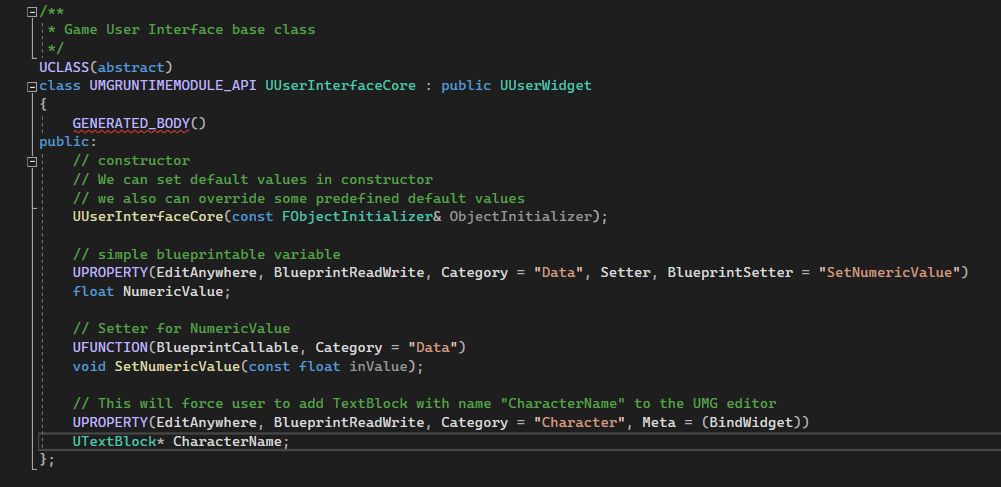 /**
 * Game User Interface base class
 */
UCLASS(abstract)
class UMGRUNTIMEMODULE_API UUserInterfaceCore : public UUserWidget
{
    GENERATED_BODY()
public:
    // constructor
    // We can set default values in constructor
    // we also can override some predefined default values
    UUserInterfaceCore(const FObjectInitializer& ObjectInitializer);

    // simple blueprintable variable
    UPROPERTY(EditAnywhere, BlueprintReadWrite, Category = "Data", Setter, BlueprintSetter = "SetNumericValue")
    float NumericValue;

    // Setter for NumericValue
    UFUNCTION(BlueprintCallable, Category = "Data")
    void SetNumericValue(const float inValue);

    // This will force user to add TextBlock with name "CharacterName" to the UMG editor
    UPROPERTY(EditAnywhere, BlueprintReadWrite, Category = "Character", Meta = (BindWidget))
    UTextBlock* CharacterName;
};